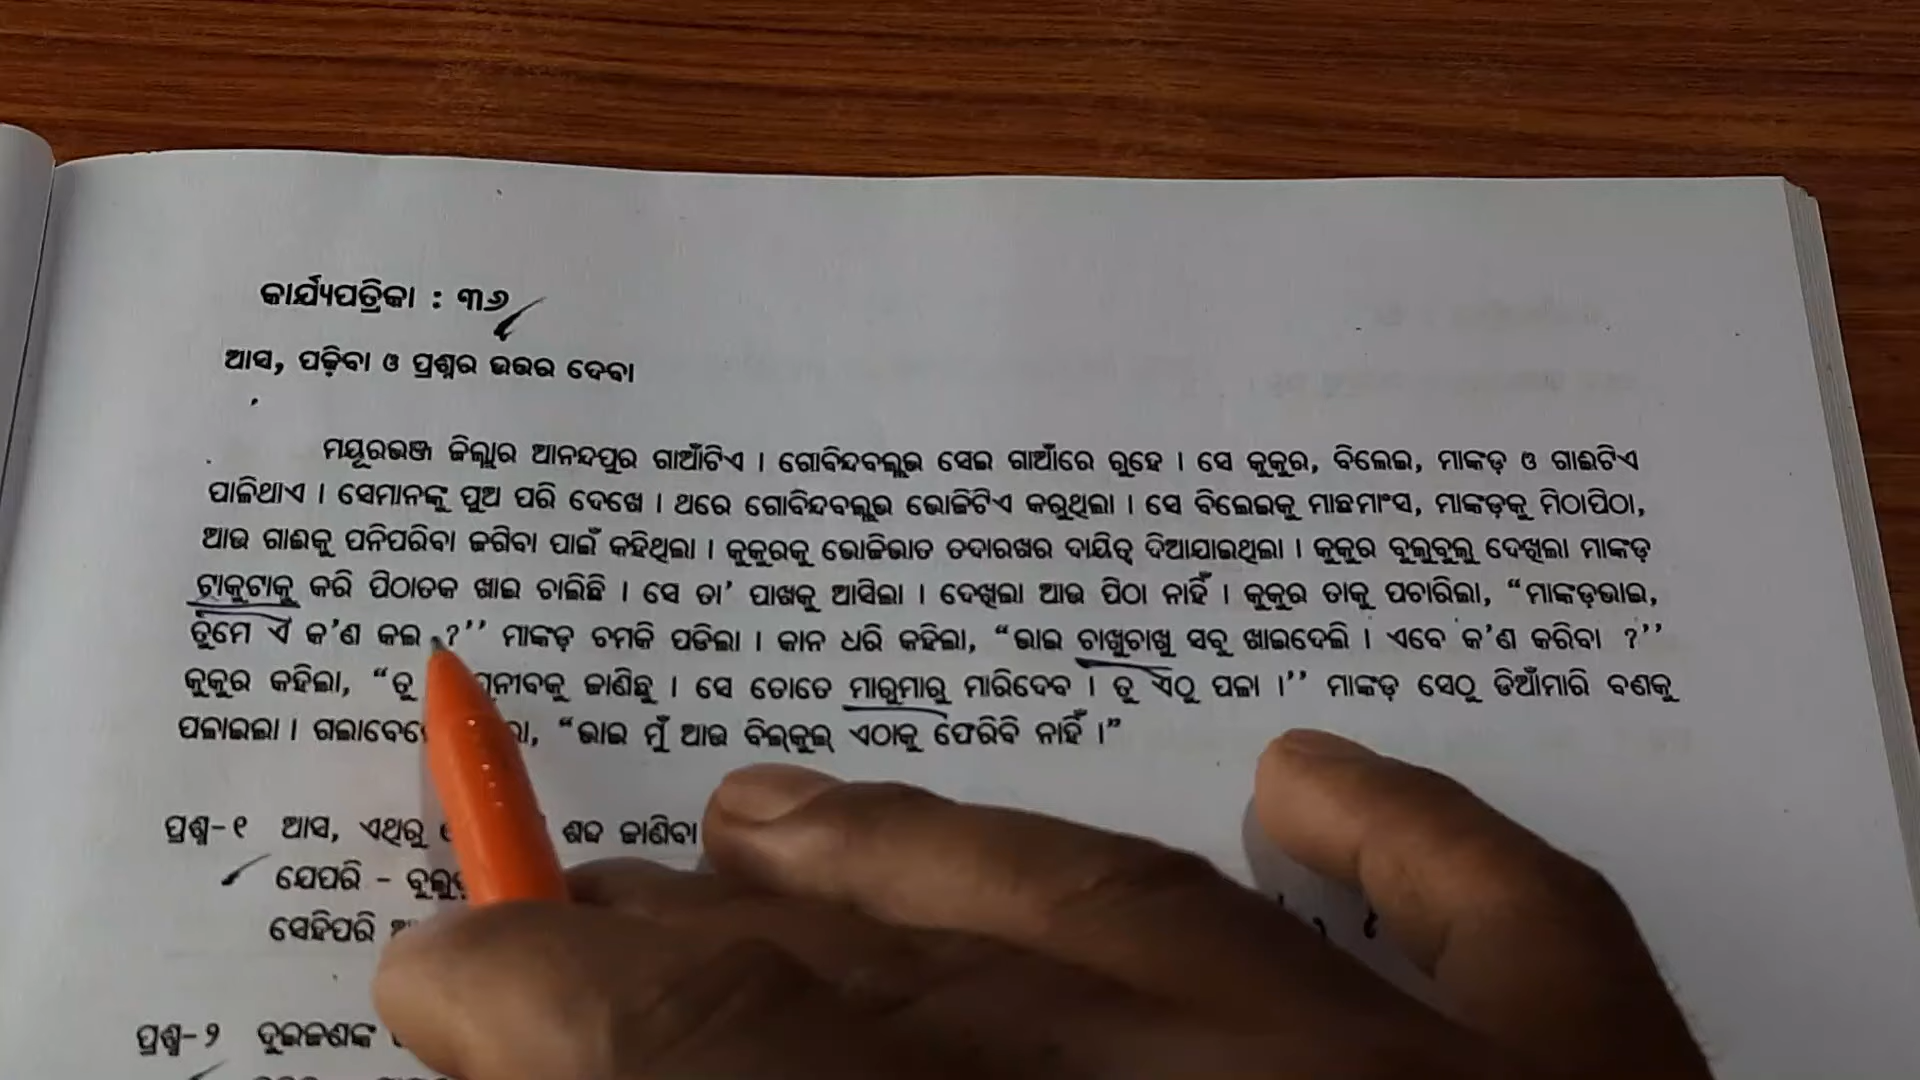 କାର୍ଯ୍ୟପତ୍ରିକା : ୩୬
ଆସ, ପଢ଼ିବା ଓ ପ୍ରଶ୍ନର ଉତ୍ତର ଦେବା
ମୟୂରଭଞ୍ଜ ଜିଲ୍ଲାର ଆନନ୍ଦପୁର ଗାଆଁଟିଏ । ଗୋବିନ୍ଦବଲ୍ଲଭ ସେଇ ଗାଆଁରେ ରୁହେ । ସେ କୁକୁର, ବିଲେଇ, ମାଙ୍କଡ଼ ଓ ଗାଈଟିଏ
ପାଳିଥାଏ । ସେମାନଙ୍କୁ ପୁଅ ପରି ଦେଖେ । ଥରେ ଗୋବିନ୍ଦବଲ୍ଲଭ ଭୋଜିଟିଏ କରୁଥିଲା । ସେ ବିଲେଇକୁ ମାଛମାଂସ, ମାଙ୍କଡ଼କୁ ମିଠାପିଠା,
ଆଉ ଗାଈକୁ ପନିପରିବା ଜଗିବା ପାଇଁ କହିଥିଲା । କୁକୁରକୁ ଭୋଜିଭାତ ତଦାରଖର ଦାୟିତ୍ୱ ଦିଆଯାଇଥିଲା । କୁକୁର ବୁଲୁବୁଲୁ ଦେଖିଲା ମାଙ୍କଡ଼
ଟାକୁଟାକୁ କରି ପିଠାତକ ଖାଇ ଚାଲିଛି । ସେ ତା’ ପାଖକୁ ଆସିଲା । ଦେଖିଲା ଆଉ ପିଠା ନାହିଁ । କୁକୁର ତାକୁ ପଚାରିଲା, “ମାଙ୍କଡ଼ଭାଇ,
ତୁମେ ଏଁ କ’ଣ କଲ ?’’ ମାଙ୍କଡ଼ ଚମକି ପଡିଲା । କାନ ଧରି କହିଲା, “ଭାଇ ଚାଖୁଚାଖୁ ସବୁ ଖାଇଦେଲି । ଏବେ କ’ଣ କରିବା ?’’
କୁକୁର କହିଲା, “ତୁ ମୁନୀବକୁ ଜାଣିଛୁ । ସେ ତୋତେ ମାରୁମାରୁ ମାରିଦେବ । ତୁ ଏଠୁ ପଳା ।’’ ମାଙ୍କଡ଼ ସେଠୁ ଡିଆଁମାରି ବଣକୁ
ପଳାଇଲା । “ଭାଇ ମୁଁ ଆଉ ବିଲ୍‌କୁଲ୍ ଏଠାକୁ ଫେରିବି ନାହିଁ ।”
ପ୍ରଶ୍ନ-୧ ଆସ, ଏଥିରୁ ଶବ୍ଦ ଜାଣିବା
ଯେପରି -
ସେହିପରି
ପ୍ରଶ୍ନ-୨ ଦୁଇଜଣଙ୍କ